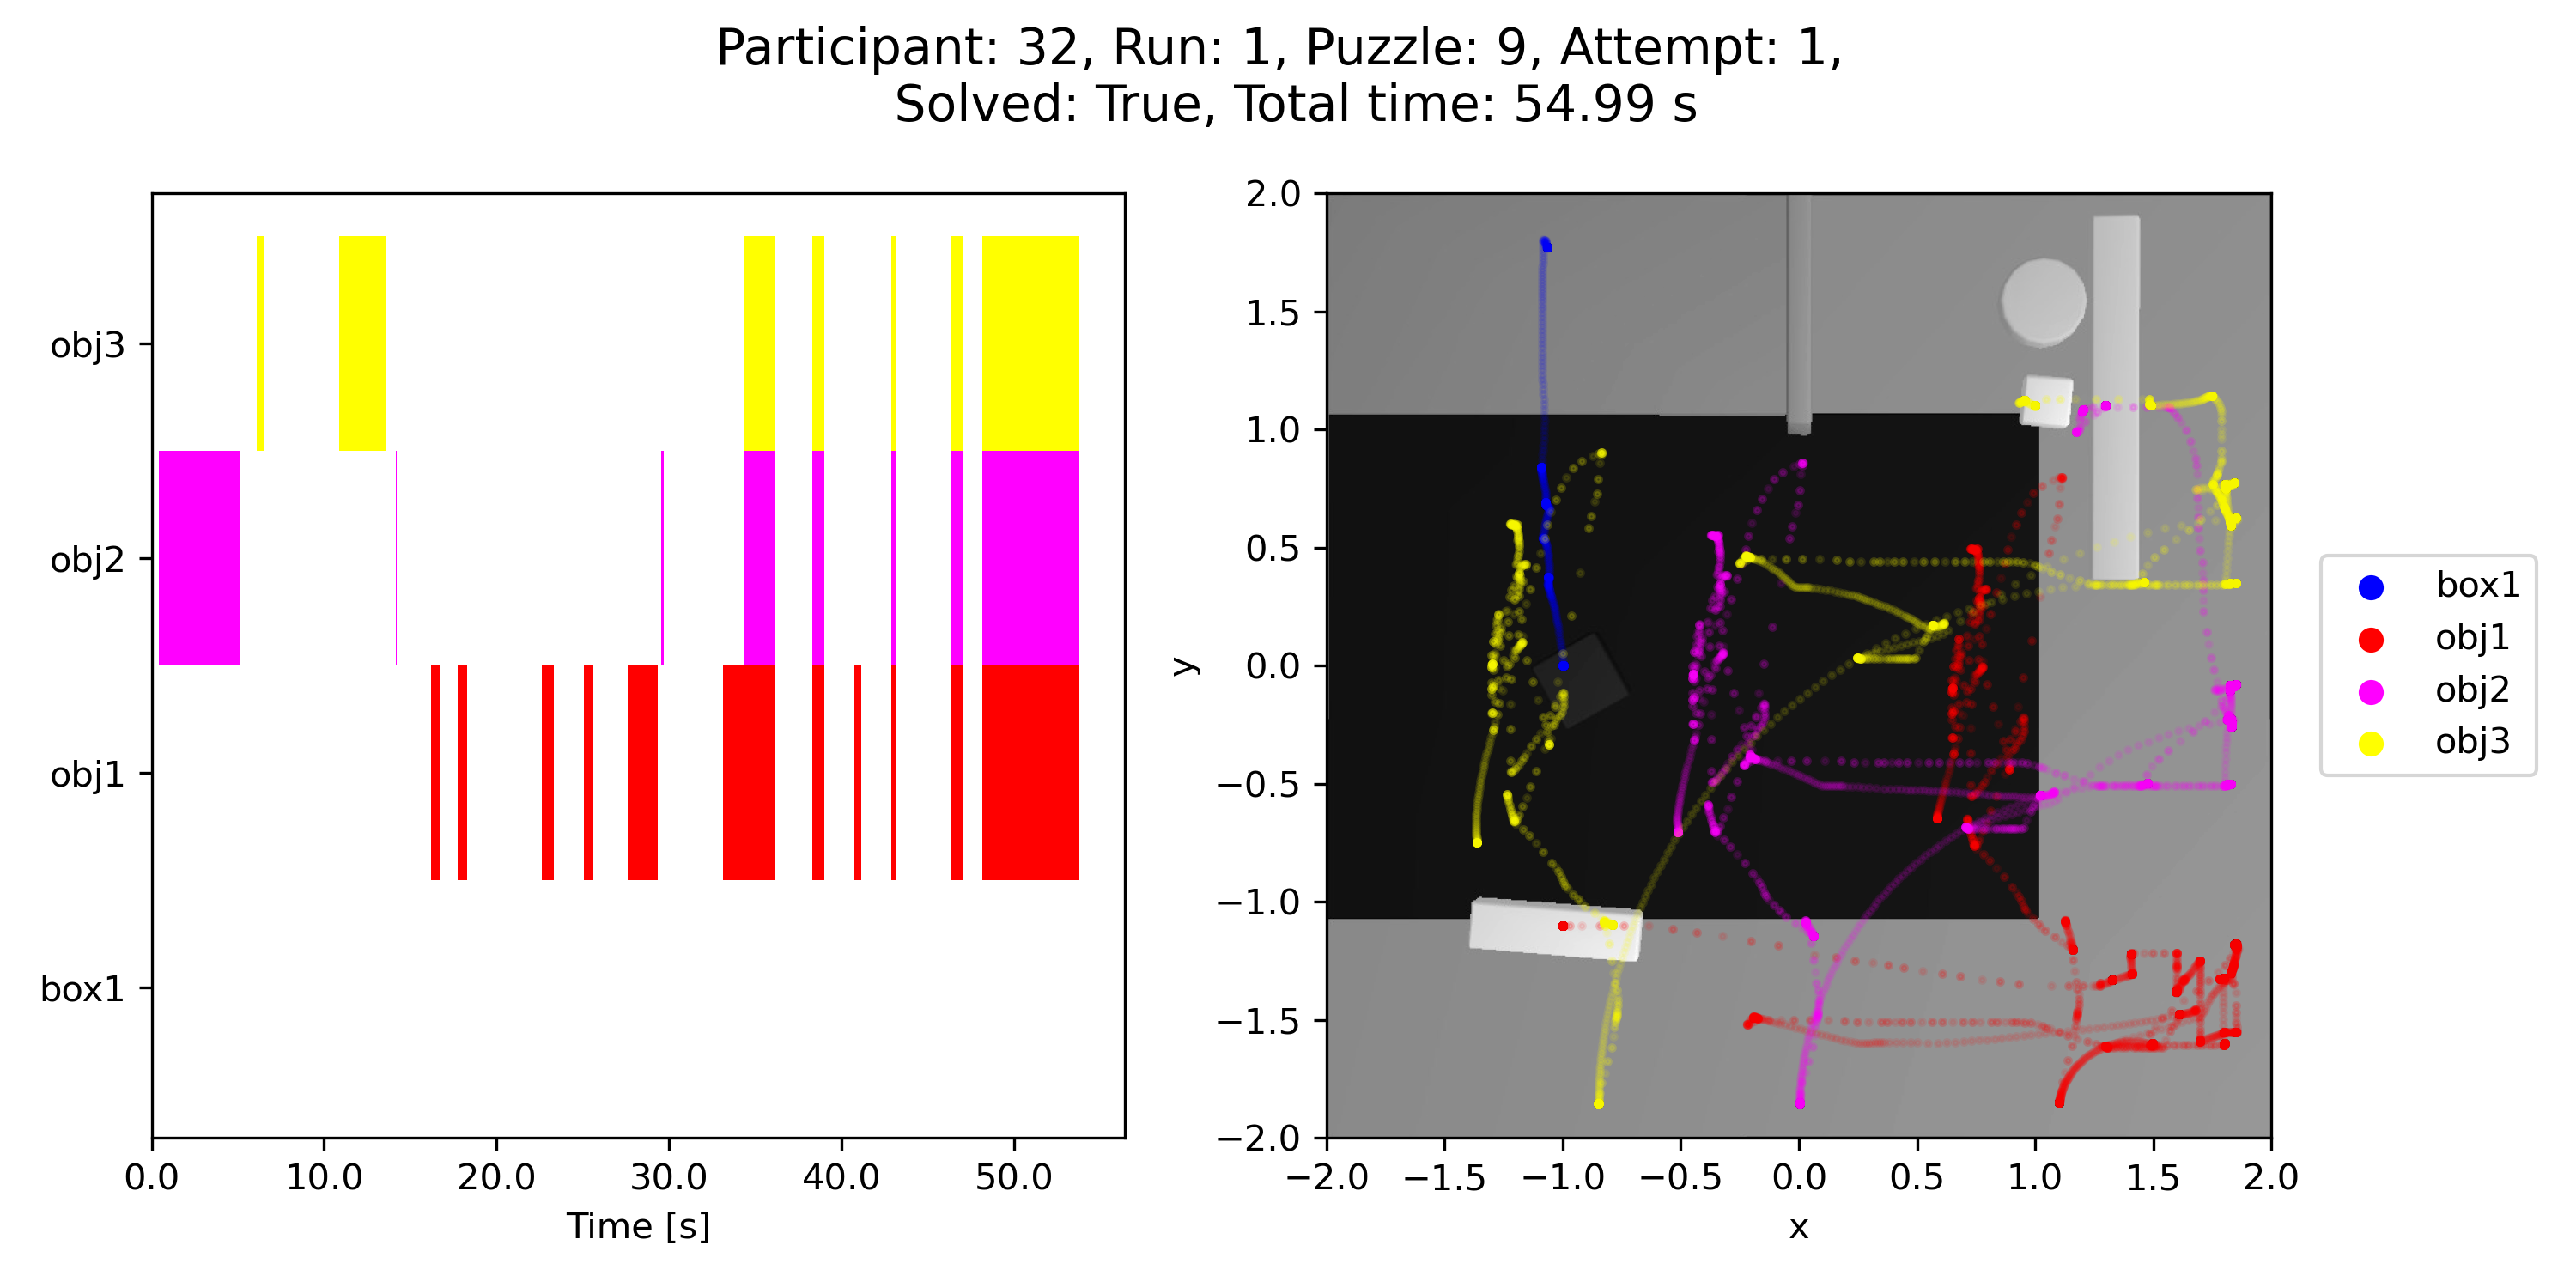 Participant: 32, Run: 1, Puzzle: 9, Attempt: 1,
Solved: True, Total time: 54.99 s
obj3
obj2
obj1
box1
0.0 10.0 20.0 30.0 40.0 50.0
Time [s]
2.0
1.5
1.0
0.5
0.0
−0.5
−1.0
−1.5
−2.0
y
−2.0 −1.5 −1.0 −0.5 0.0 0.5 1.0 1.5 2.0
x
box1
obj1
obj2
obj3